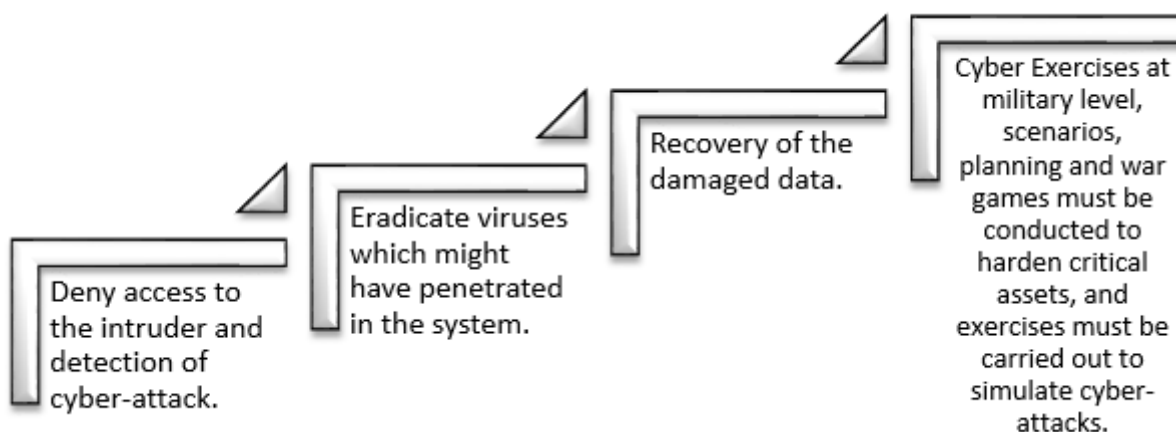 Deny access to
the intruder and
detection of
cyber-attack.
Eradicate viruses
which might
have penetrated
in the system.
Recovery of the
damaged data.
Cyber Exercises at
military level,
scenarios,
planning and war
games must be
conducted to
harden critical
assets, and
exercises must be
carried out to
simulate cyber-
attacks.